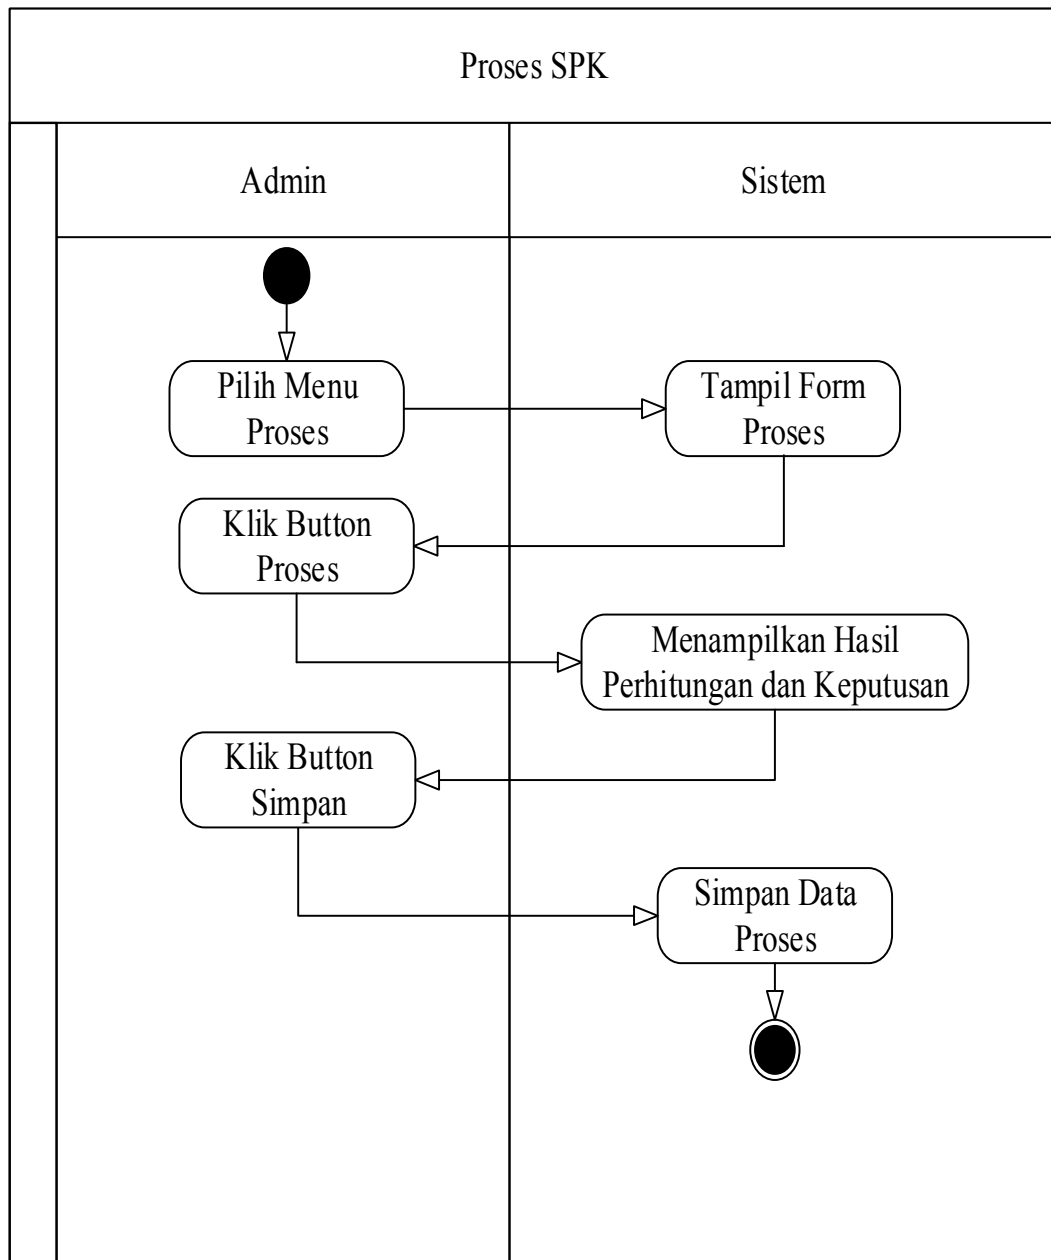 Proses SPK
Admin
Sistem
Pilih Menu
Proses
Tampil Form
Proses
Klik Button
Proses
Menampilkan Hasil
Perhitungan dan Keputusan
Klik Button
Simpan
Simpan Data
Proses